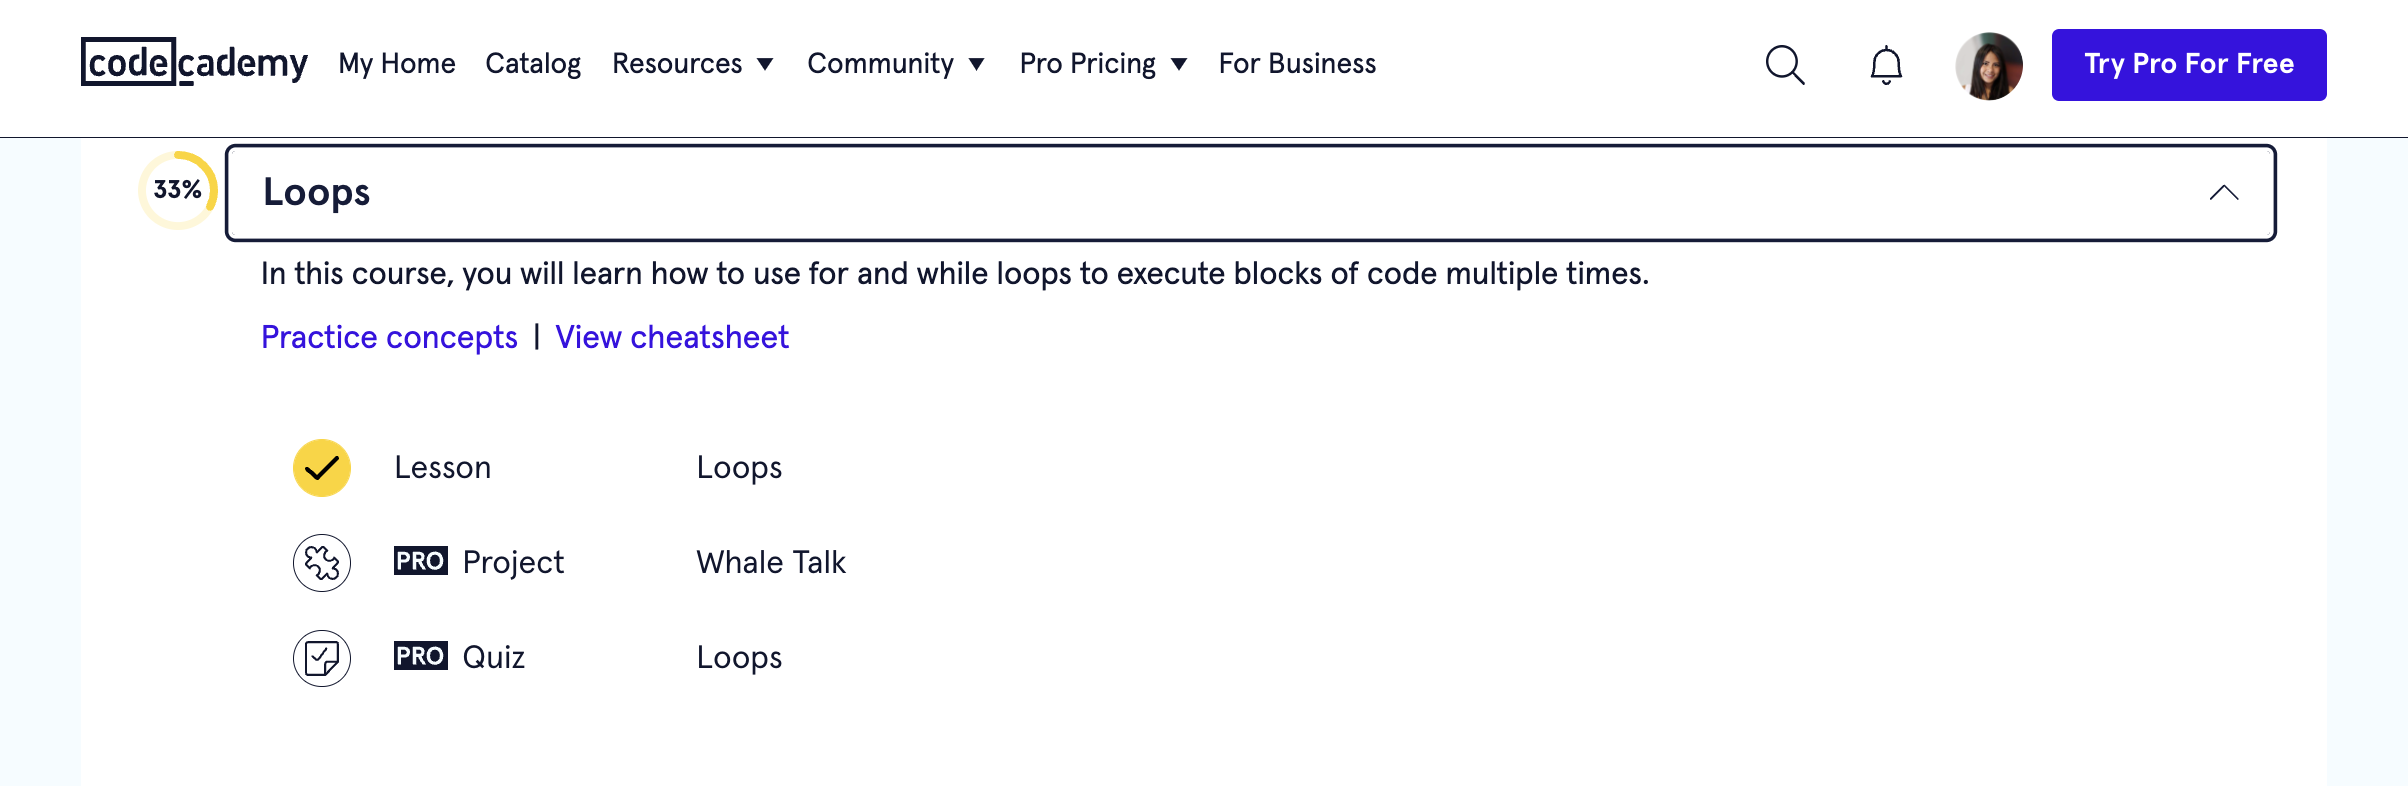 codecademy My Home Catalog Resources Community Pro Pricing For Business Try Pro For Free
33% Loops
In this course, you will learn how to use for and while loops to execute blocks of code multiple times.
Practice concepts | View cheatsheet
Lesson Loops
PRO Project Whale Talk
PRO Quiz Loops